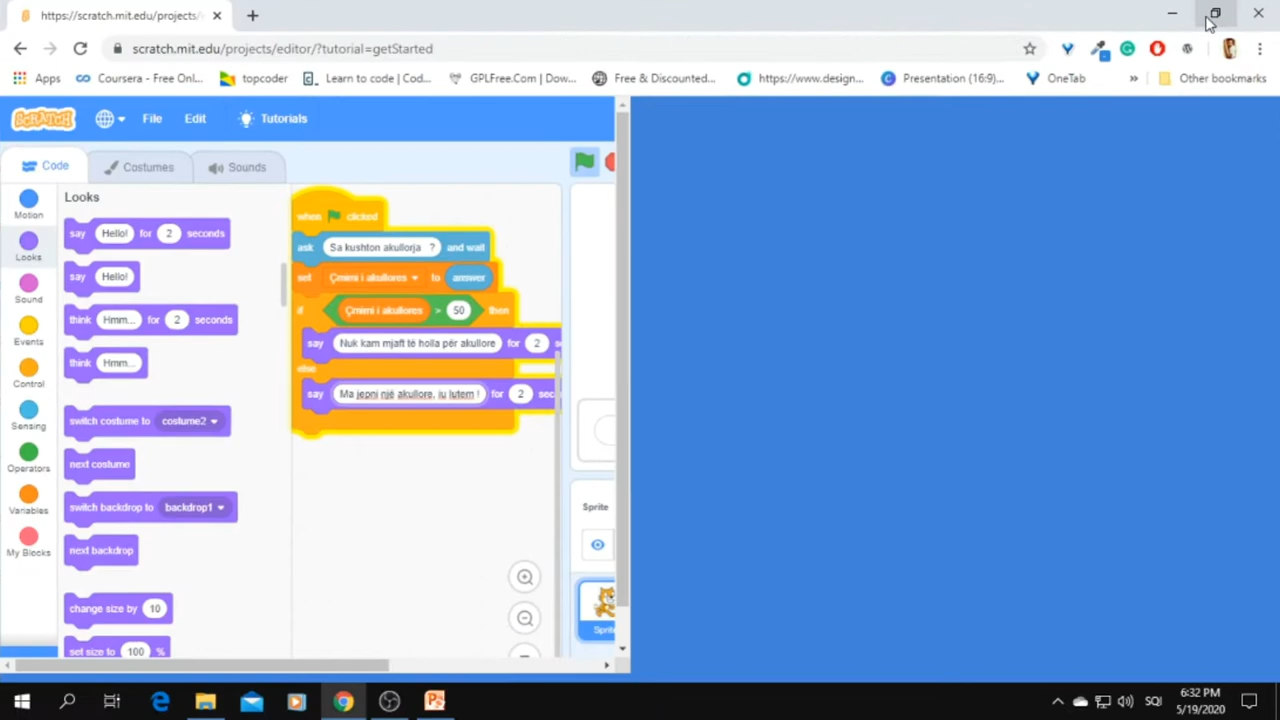 https://scratch.mit.edu/projects/
scratch.mit.edu/projects/editor/?tutorial=getStarted
Apps
Coursera - Free Onl...
topcoder
Learn to code | Cod...
GPLFree.Com | Dow...
Free & Discounted...
https://www.design...
Presentation (16:9)...
OneTab
»
Other bookmarks
SCRATCH
File
Edit
Tutorials
Code
Costumes
Sounds
Motion
Looks
Sound
Events
Control
Sensing
Operators
Variables
My Blocks
Looks
say Hello! for 2 seconds
say Hello!
think Hmm... for 2 seconds
think Hmm...
switch costume to costume2
next costume
switch backdrop to backdrop1
next backdrop
change size by 10
set size to 100 %
when clicked
ask Sa kushton akullorja ? and wait
set Çmimi i akullores to answer
if Çmimi i akullores > 50 then
say Nuk kam mjaft të holla për akullore for 2 s
else
say Ma jepni një akullore, ju lutem ! for 2 sec
Sprite
Sprit
SQI
6:32 PM
5/19/2020